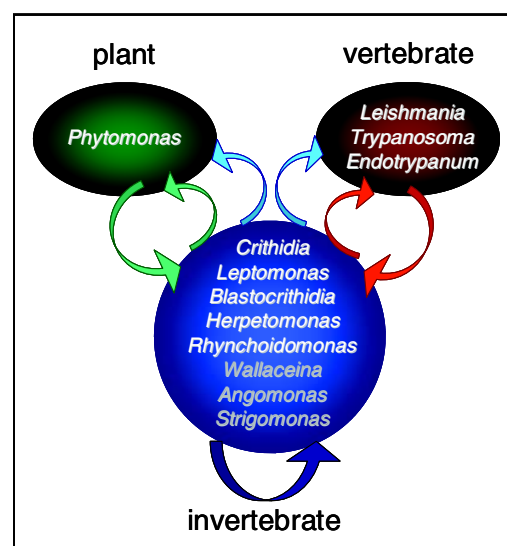 plant
vertebrate
Phytomonas
Leishmania
Trypanosoma
Endotrypanum
Crithidia
Leptomonas
Blastocrithidia
Herpetomonas
Rhynchoidomonas
Wallaceina
Angomonas
Strigomonas
invertebrate